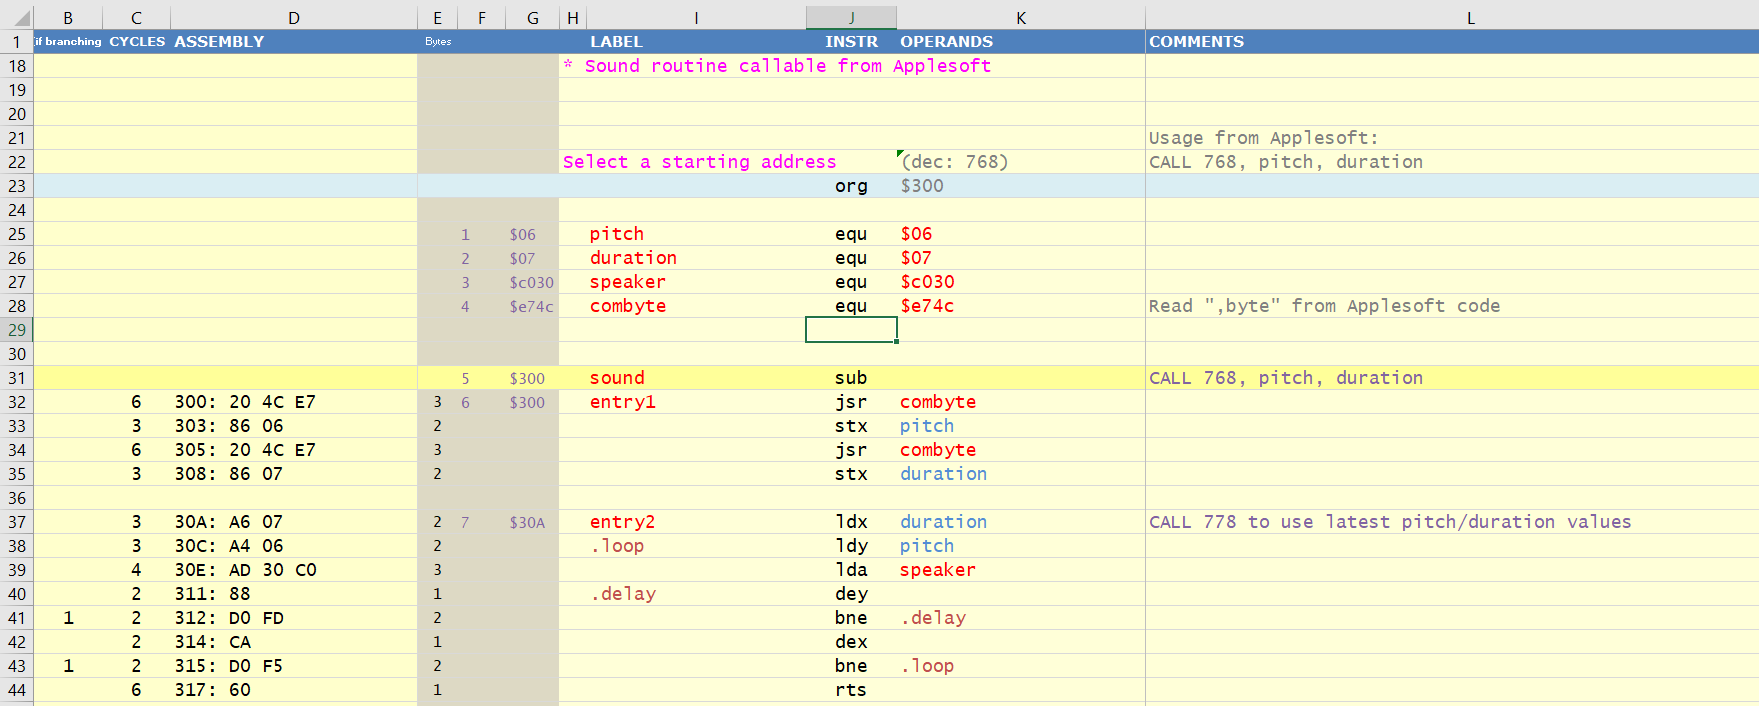 B C D E F G H I J K L
1 if branching CYCLES ASSEMBLY Bytes LABEL INSTR OPERANDS COMMENTS
18 * Sound routine callable from Applesoft
19
20
21 Usage from Applesoft:
22 Select a starting address (dec: 768) CALL 768, pitch, duration
23 org $300
24
25 1 $06 pitch equ $06
26 2 $07 duration equ $07
27 3 $c030 speaker equ $c030
28 4 $e74c combyte equ $e74c Read ",byte" from Applesoft code
29
30
31 5 $300 sound sub CALL 768, pitch, duration
32 6 300: 20 4C E7 3 6 $300 entry1 jsr combyte
33 3 303: 86 06 2 stx pitch
34 6 305: 20 4C E7 3 jsr combyte
35 3 308: 86 07 2 stx duration
36
37 3 30A: A6 07 2 7 $30A entry2 ldx duration CALL 778 to use latest pitch/duration values
38 3 30C: A4 06 2 .loop ldy pitch
39 4 30E: AD 30 C0 3 lda speaker
40 2 311: 88 1 .delay dey
41 1 2 312: D0 FD 2 bne .delay
42 2 314: CA 1 dex
43 1 2 315: D0 F5 2 bne .loop
44 6 317: 60 1 rts